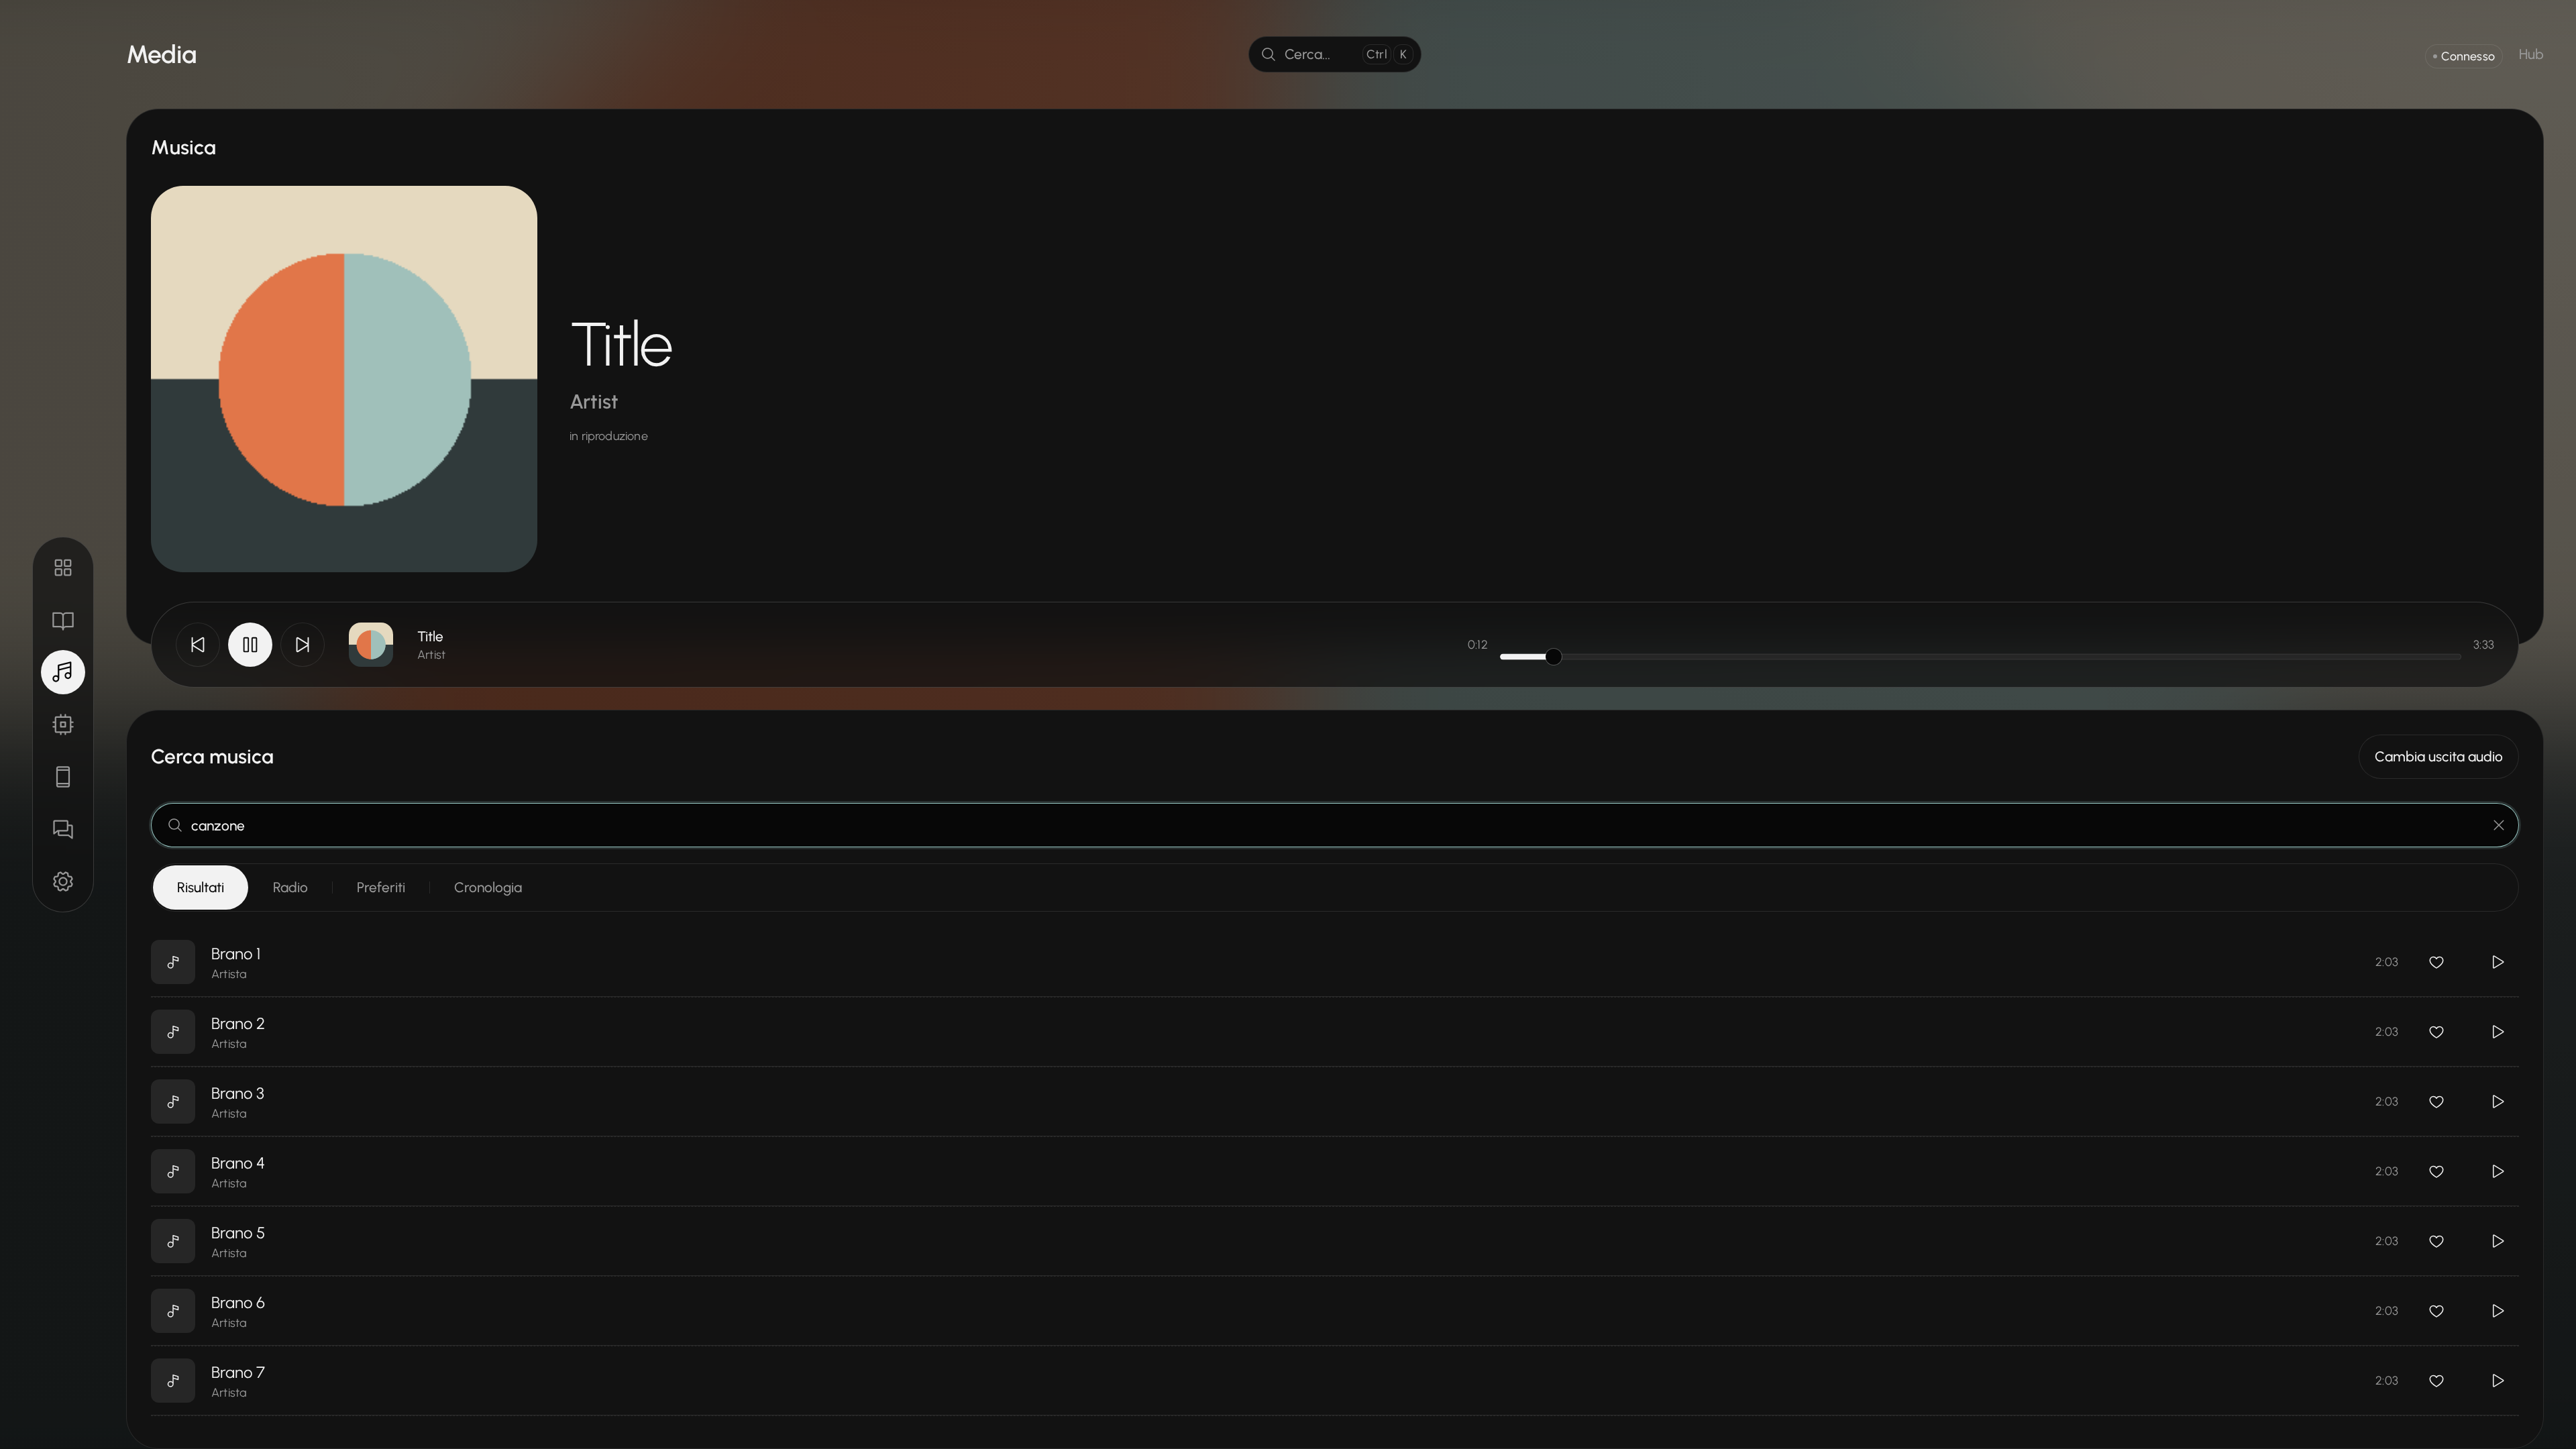 Media
Cerca...
Ctrl K
Connesso
Hub
Musica
Title
Artist
in riproduzione
Title
Artist
0:12
3:33
Cerca musica
Cambia uscita audio
canzone
Risultati
Radio
Preferiti
Cronologia
Brano 1
Artista
2:03
Brano 2
Artista
2:03
Brano 3
Artista
2:03
Brano 4
Artista
2:03
Brano 5
Artista
2:03
Brano 6
Artista
2:03
Brano 7
Artista
2:03